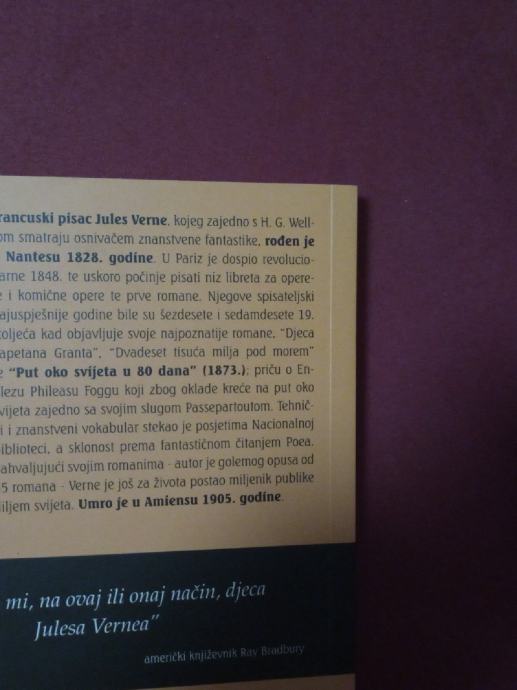 rancuski pisac Jules Verne, kojeg zajedno s H. G. Well-
om smatraju osnivačem znanstvene fantastike, rođen je
Nantesu 1828. godine. U Pariz je dospio revolucio-
arne 1848. te uskoro počinje pisati niz libreta za opere-
e i komične opere te prve romane. Njegove spisateljski
ajuspješnije godine bile su šezdesete i sedamdesete 19.
toljeća kad objavljuje svoje najpoznatije romane, "Djeca
apetana Granta", "Dvadeset tisuća milja pod morem"
e "Put oko svijeta u 80 dana" (1873.); priču o En-
lezu Phileasu Foggu koji zbog oklade kreće na put oko
vijeta zajedno sa svojim slugom Passepartoutom. Tehnič-
i i znanstveni vokabular stekao je posjetima Nacionalnoj
iblioteci, a sklonost prema fantastičnom čitanjem Poea.
ahvaljujući svojim romanima - autor je golemog opusa od
5 romana - Verne je još za života postao miljenik publike
iljem svijeta. Umro je u Amiensu 1905. godine.
mi, na ovaj ili onaj način, djeca
Julesa Vernea"
američki književnik Ray Bradbury